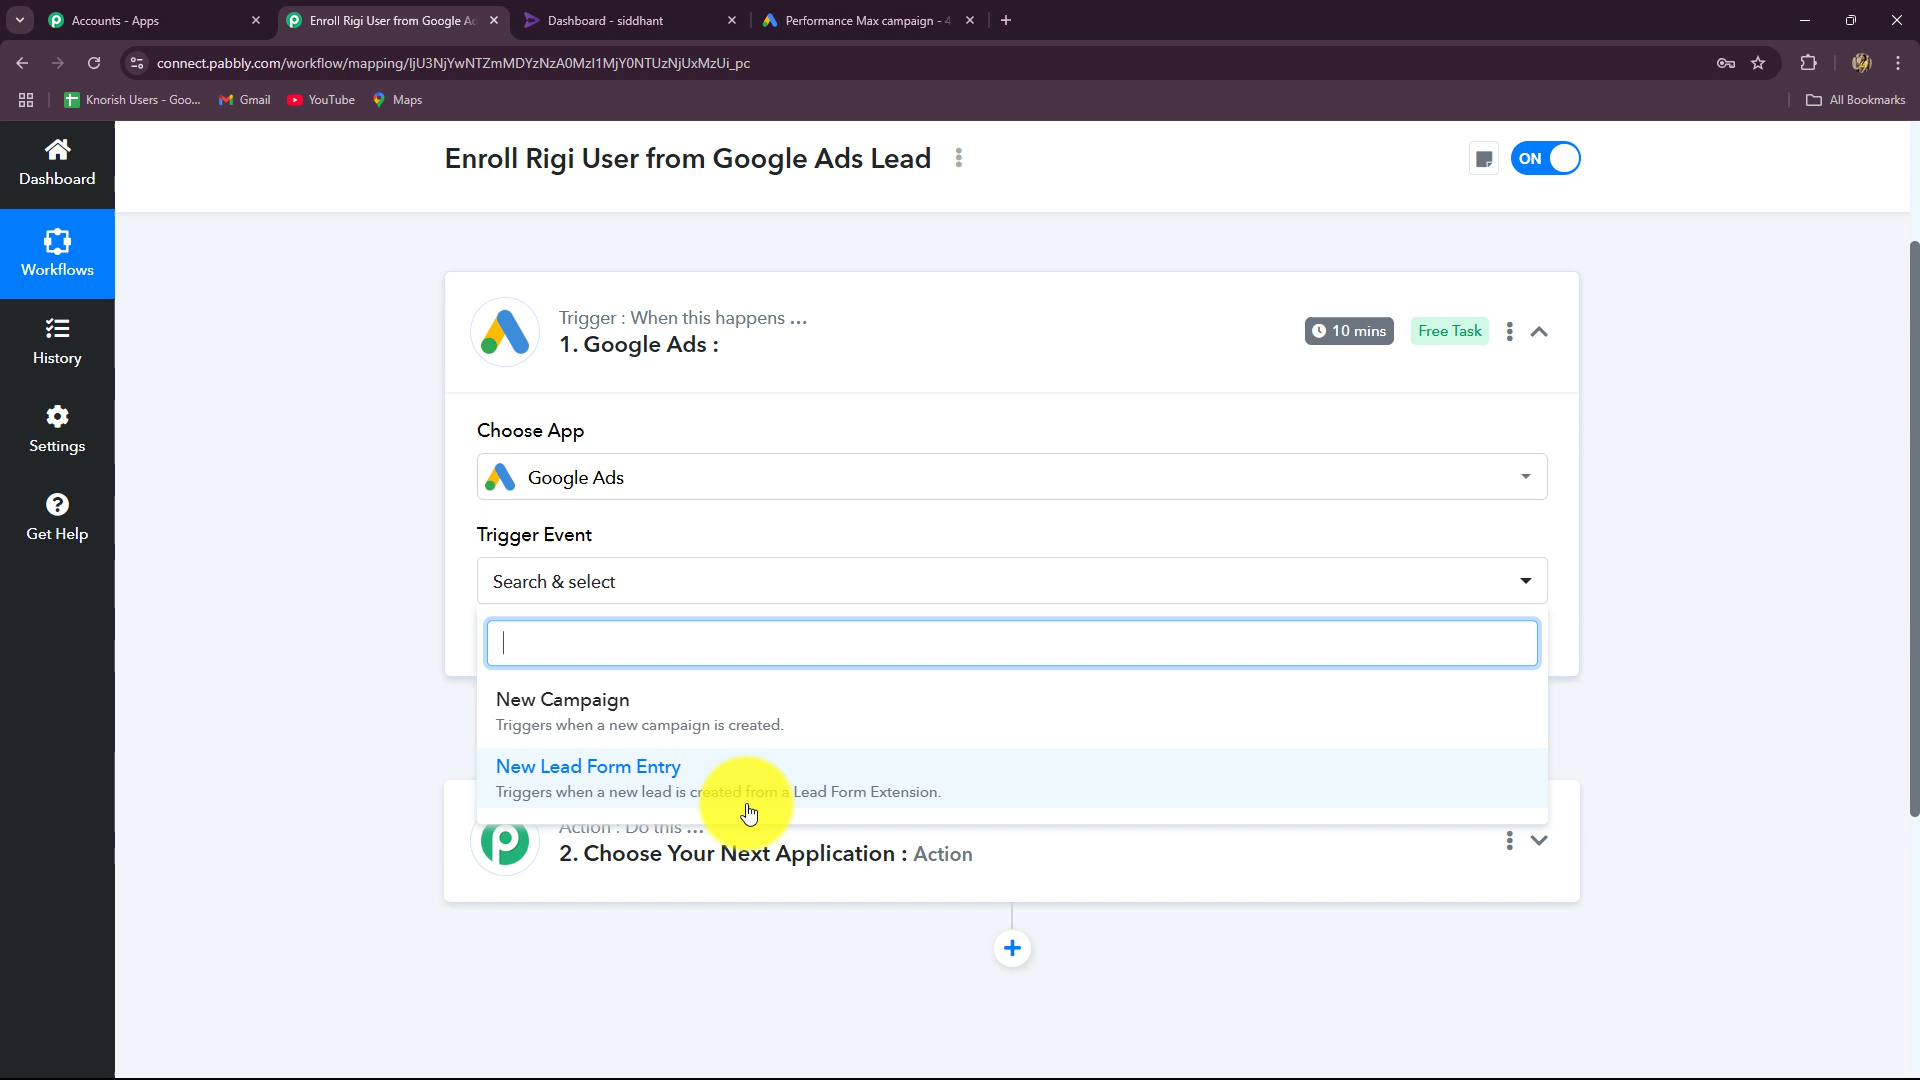 Accounts - Apps
Enroll Rigi User from Google Ad
Dashboard - siddhant
Performance Max campaign - 4
connect.pabbly.com/workflow/mapping/IjU3NjYwNTZmMDYzNzA0MzI1MjY0NTUzNjUxMzUi_pc
Knorish Users - Goo...
Gmail
YouTube
Maps
All Bookmarks
Dashboard
Workflows
History
Settings
Get Help
Enroll Rigi User from Google Ads Lead
ON
Trigger : When this happens ...
1. Google Ads :
10 mins
Free Task
Choose App
Google Ads
Trigger Event
Search & select
New Campaign
Triggers when a new campaign is created.
New Lead Form Entry
Triggers when a new lead is created from a Lead Form Extension.
Action : Do this ...
2. Choose Your Next Application : Action